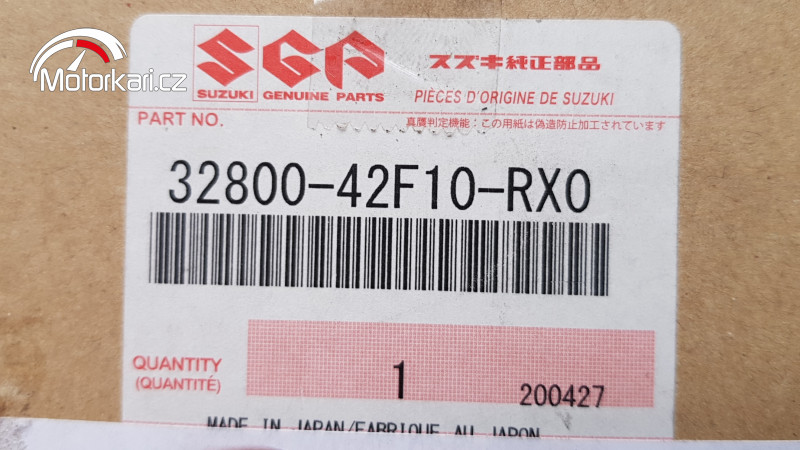 Motorkari.cz
SGP
SUZUKI GENUINE PARTS
スズキ純正部品
PIÈCES D'ORIGINE DE SUZUKI
PART NO.
真贋判定機能：この用紙は偽造防止加工されています
32800-42F10-RX0
QUANTITY
(QUANTITÉ)
1
200427
MADE IN JAPAN/FABRIQUE AU JAPON